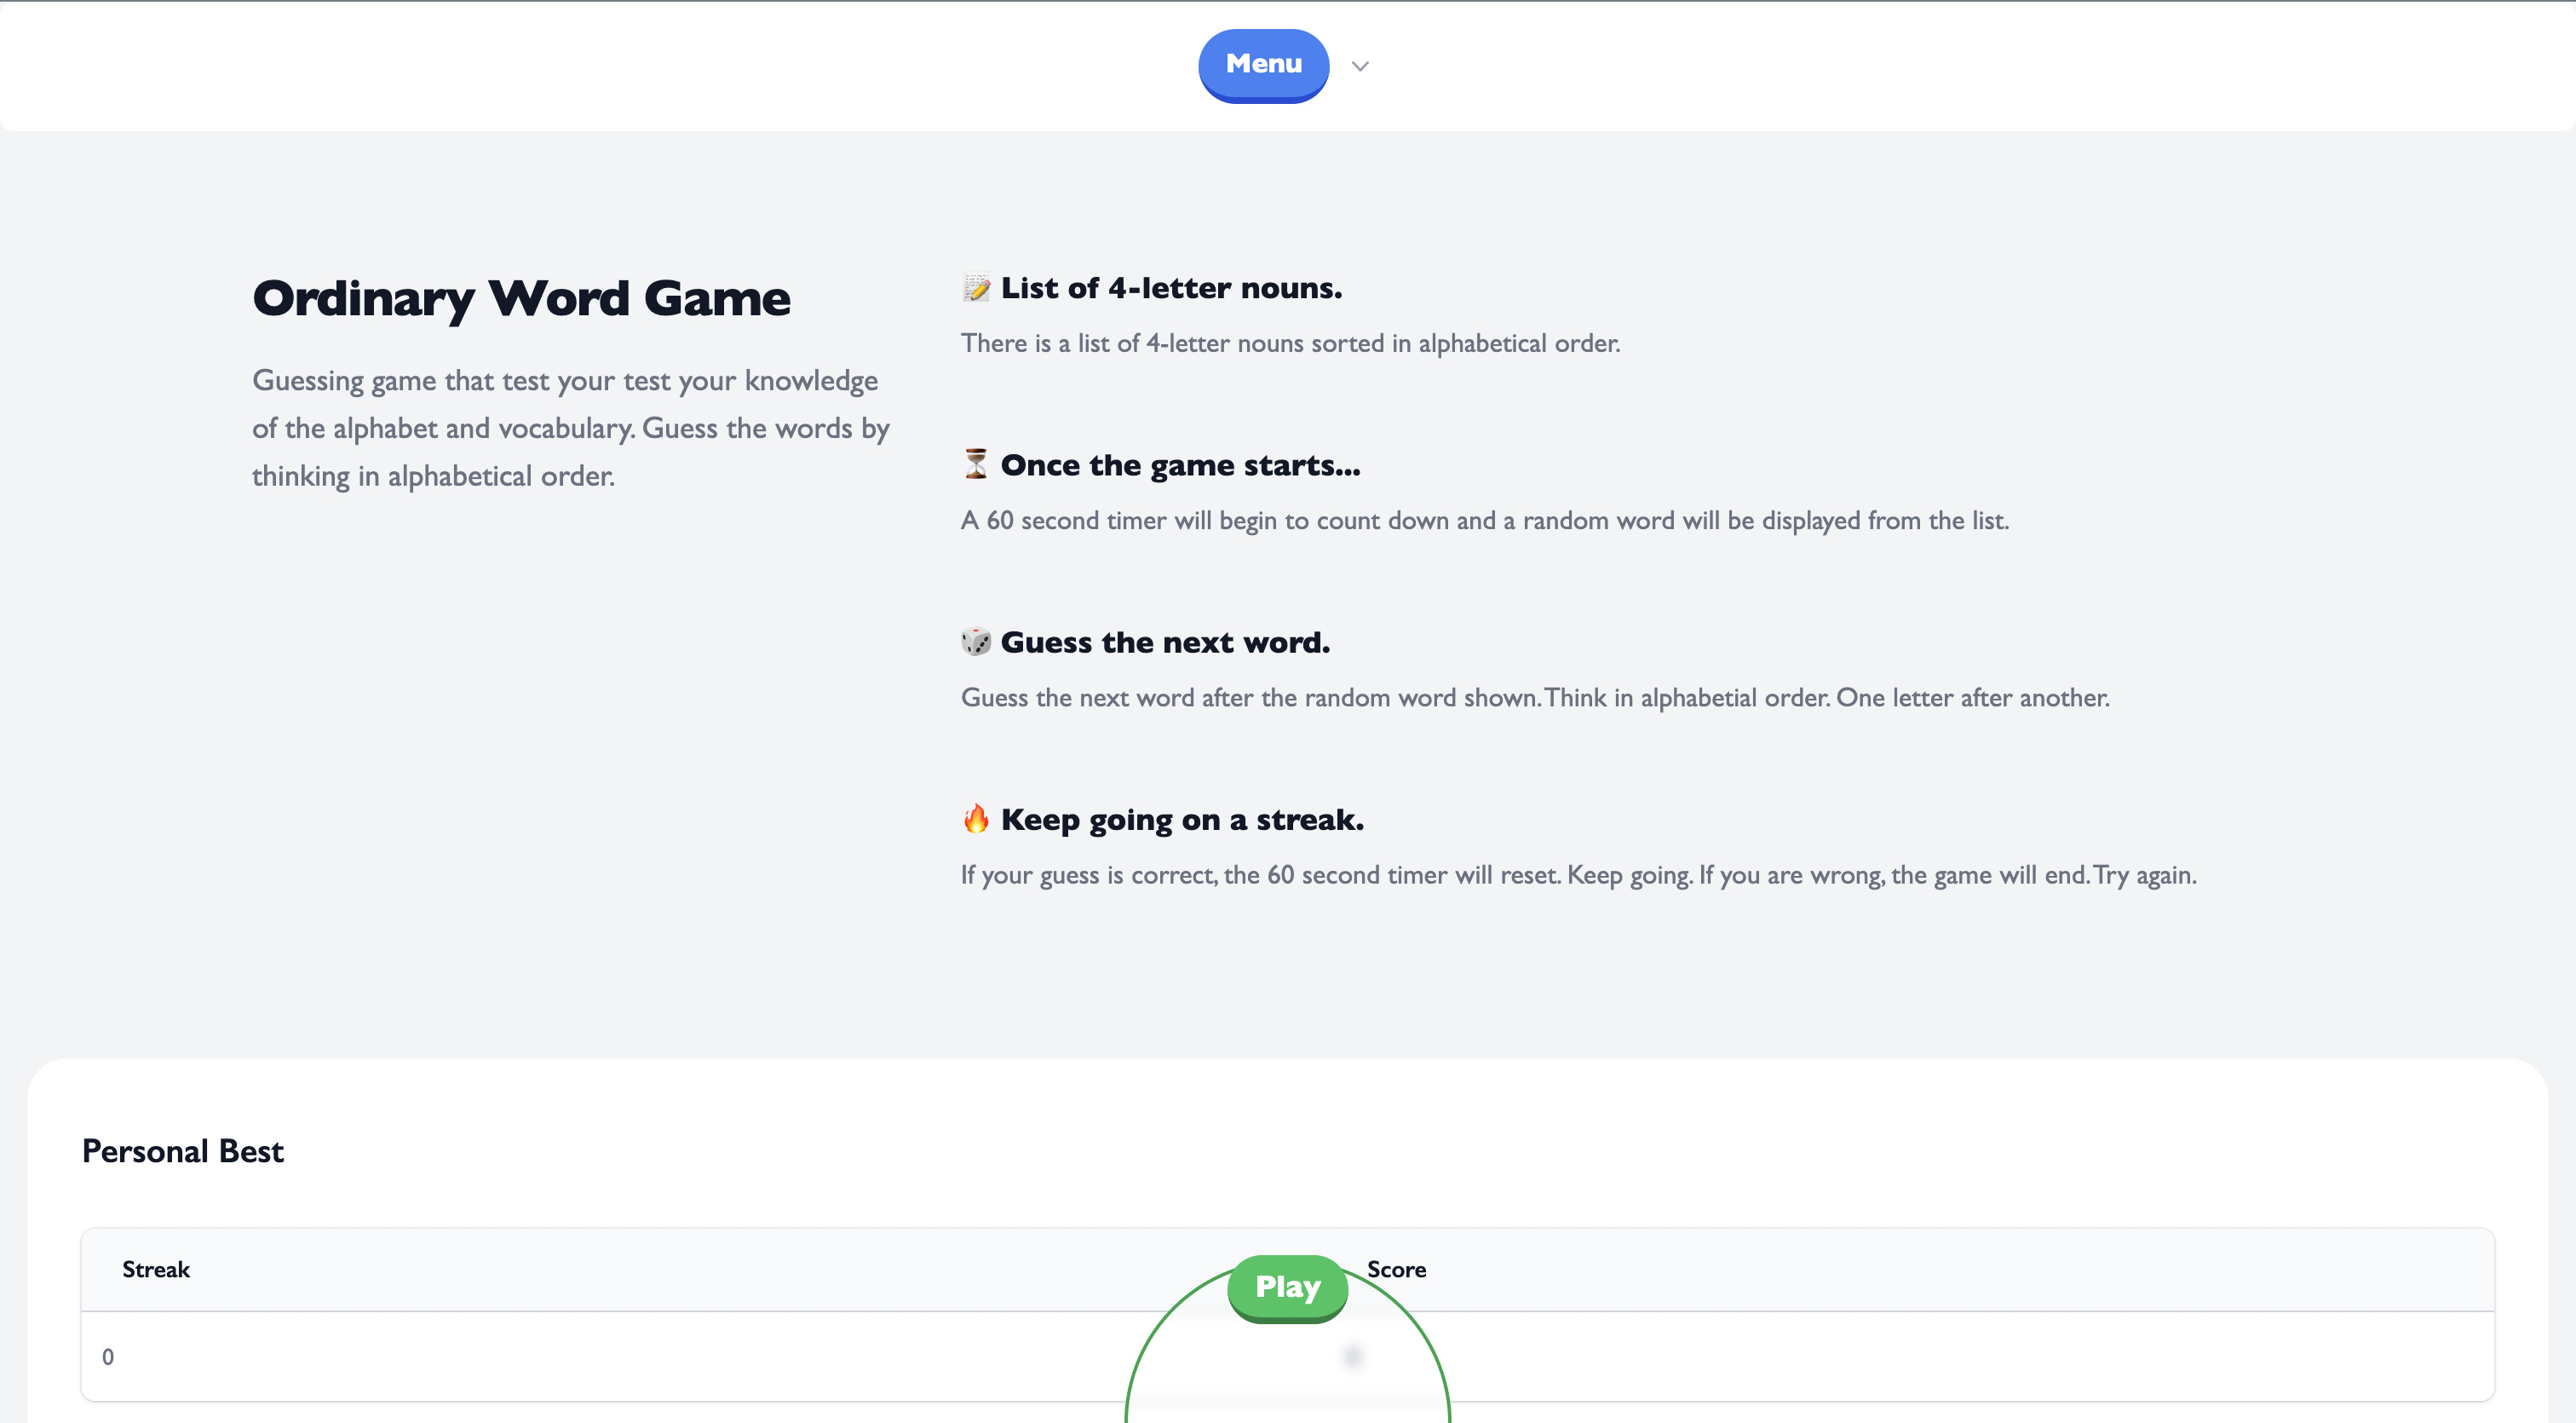 Menu
Ordinary Word Game
Guessing game that test your test your knowledge
of the alphabet and vocabulary. Guess the words by
thinking in alphabetical order.
List of 4-letter nouns.
There is a list of 4-letter nouns sorted in alphabetical order.
Once the game starts...
A 60 second timer will begin to count down and a random word will be displayed from the list.
Guess the next word.
Guess the next word after the random word shown. Think in alphabetial order. One letter after another.
Keep going on a streak.
If your guess is correct, the 60 second timer will reset. Keep going. If you are wrong, the game will end. Try again.
Personal Best
Streak
Score
Play
0